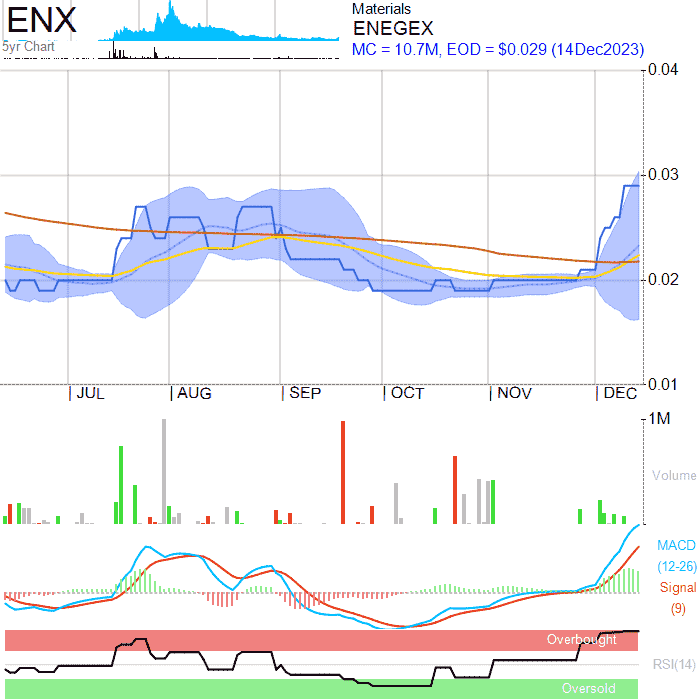 ENX
5yr Chart
Materials
ENEGEX
MC = 10.7M, EOD = $0.029 (14Dec2023)
0.04
0.03
0.02
0.01
JUL AUG SEP OCT NOV DEC
1M
Volume
MACD
(12-26)
Signal
(9)
Overbought
RSI(14)
Oversold